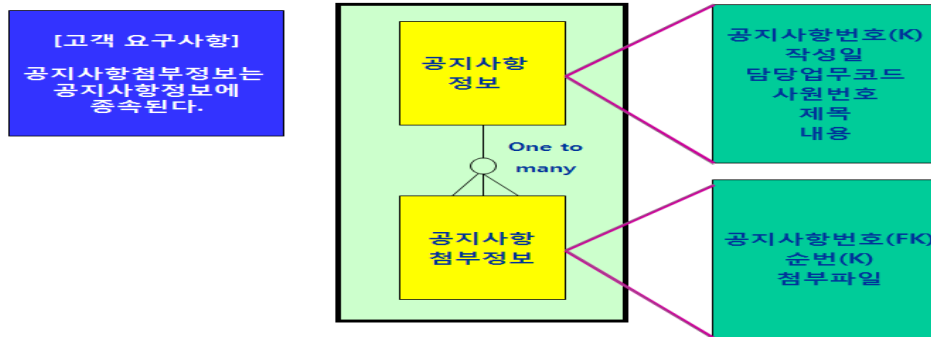 [고객 요구사항]
공지사항첨부정보는
공지사항정보에
종속된다.
공지사항
정보
One to
many
공지사항
첨부정보
공지사항번호(K)
작성일
담당업무코드
사원번호
제목
내용
공지사항번호(FK)
순번(K)
첨부파일